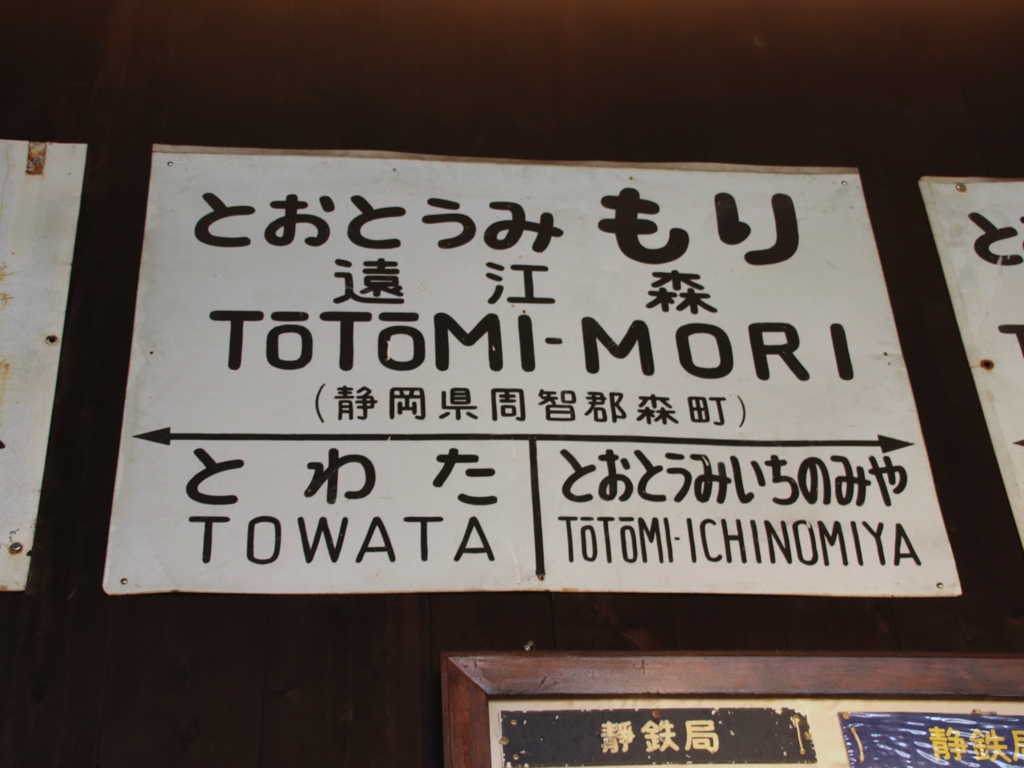 とおとうみ もり
遠江森
TŌTŌMI-MORI
(静岡県周智郡森町)
とわた
TOWATA
とおとうみいちのみや
TŌTŌMI-ICHINOMIYA
と
静鉄局
静鉄局